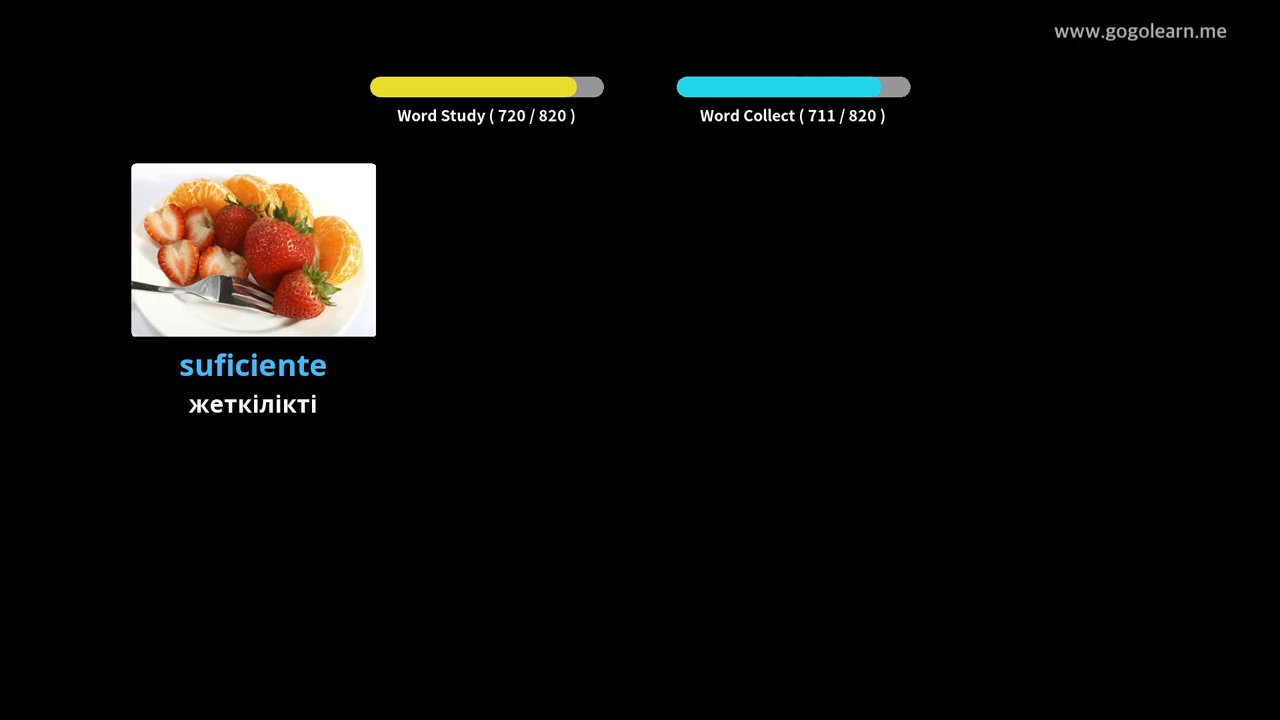 www.gogolearn.me
Word Study ( 720 / 820 )
Word Collect ( 711 / 820 )
suficiente
жеткілікті